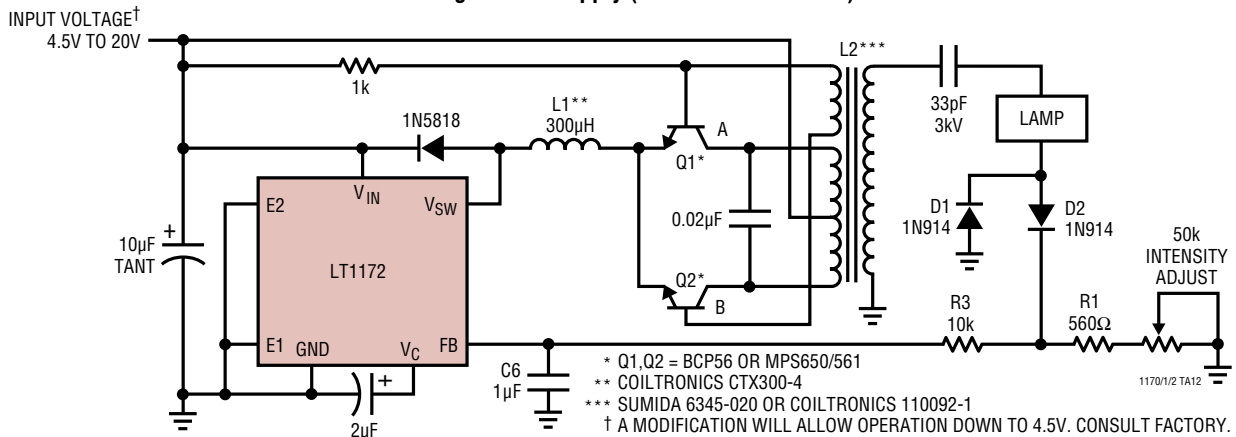 INPUT VOLTAGE†
4.5V TO 20V
1k
1N5818
L1**
300µH
Q1*
A
L2***
33pF
3kV
LAMP
D1
1N914
D2
1N914
50k
INTENSITY
ADJUST
0.02µF
Q2*
B
E2
VIN
VSW
LT1172
E1
GND
VC
FB
+
10µF
TANT
+
2µF
C6
1µF
R3
10k
R1
560Ω
* Q1,Q2 = BCP56 OR MPS650/561
** COILTRONICS CTX300-4
*** SUMIDA 6345-020 OR COILTRONICS 110092-1
† A MODIFICATION WILL ALLOW OPERATION DOWN TO 4.5V. CONSULT FACTORY.
1170/1/2 TA12